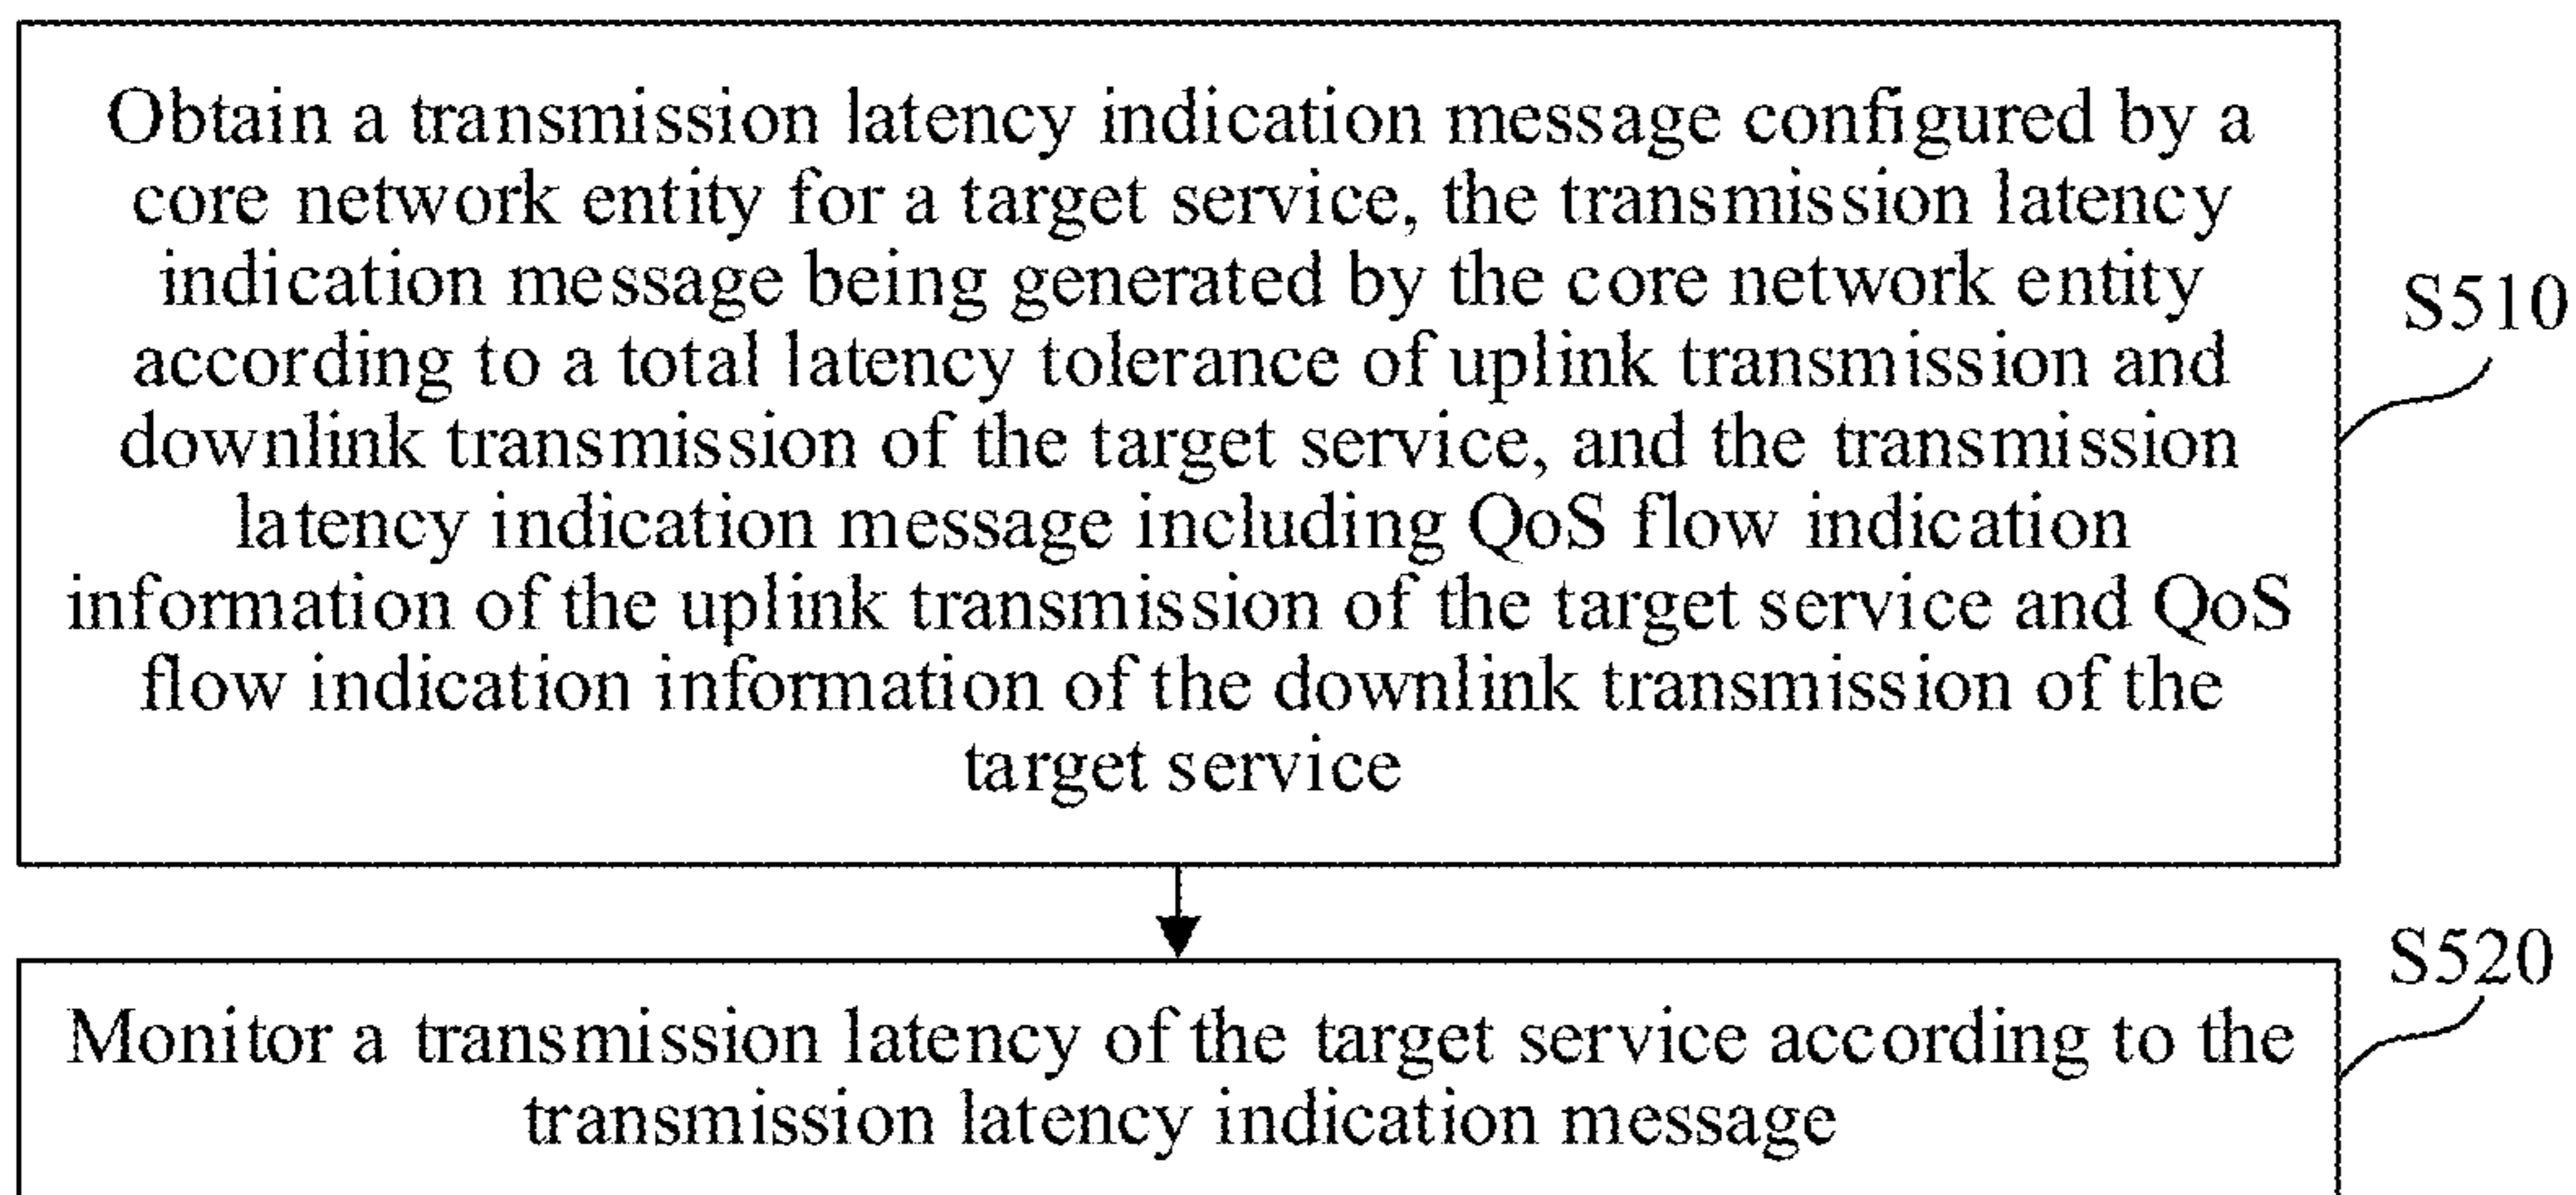 Obtain a transmission latency indication message configured by a
core network entity for a target service, the transmission latency
indication message being generated by the core network entity
according to a total latency tolerance of uplink transmission and
downlink transmission of the target service, and the transmission
latency indication message including QoS flow indication
information of the uplink transmission of the target service and QoS
flow indication information of the downlink transmission of the
target service
S510
S520
Monitor a transmission latency of the target service according to the
transmission latency indication message